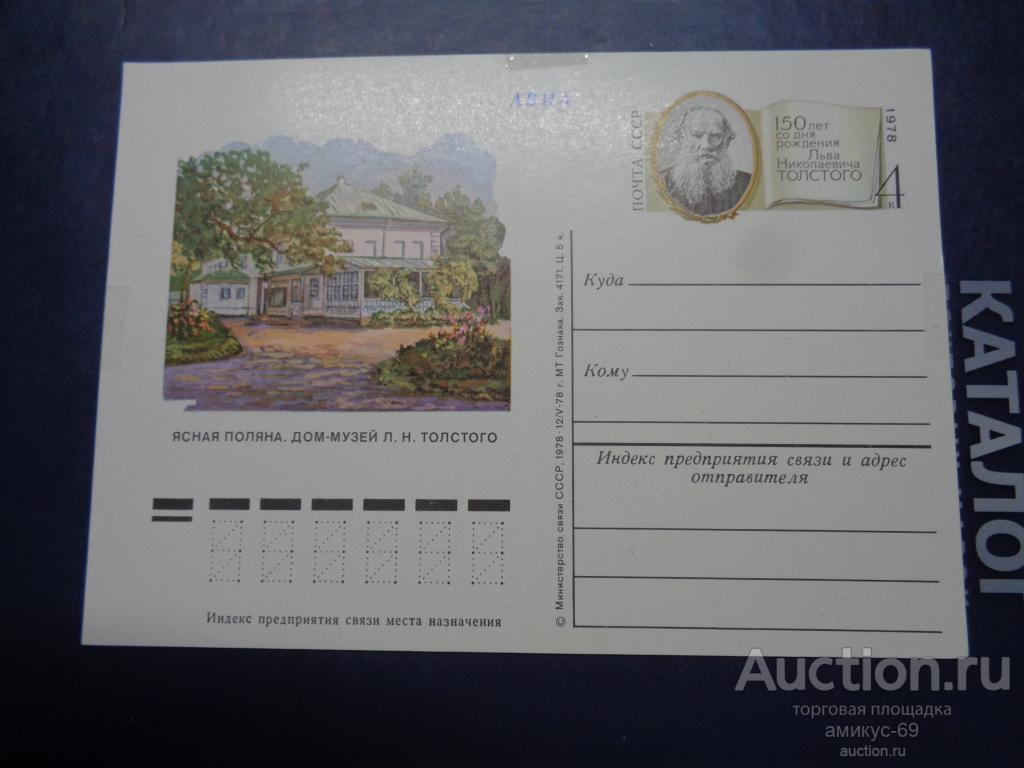 АВИА
ПОЧТА СССР
150 лет
со дня
рождения
Льва
Николаевича
ТОЛСТОГО
1978
4
к
ЯСНАЯ ПОЛЯНА. ДОМ-МУЗЕЙ Л. Н. ТОЛСТОГО
Индекс предприятия связи места назначения
© Министерство связи СССР, 1978 · 12/V-78 г. МТ Гознака. Зак. 4171. Ц. 5 к.
Куда
Кому
Индекс предприятия связи и адрес
отправителя
КАТАЛОГ
Auction.ru
торговая площадка
амикус-69
auction.ru